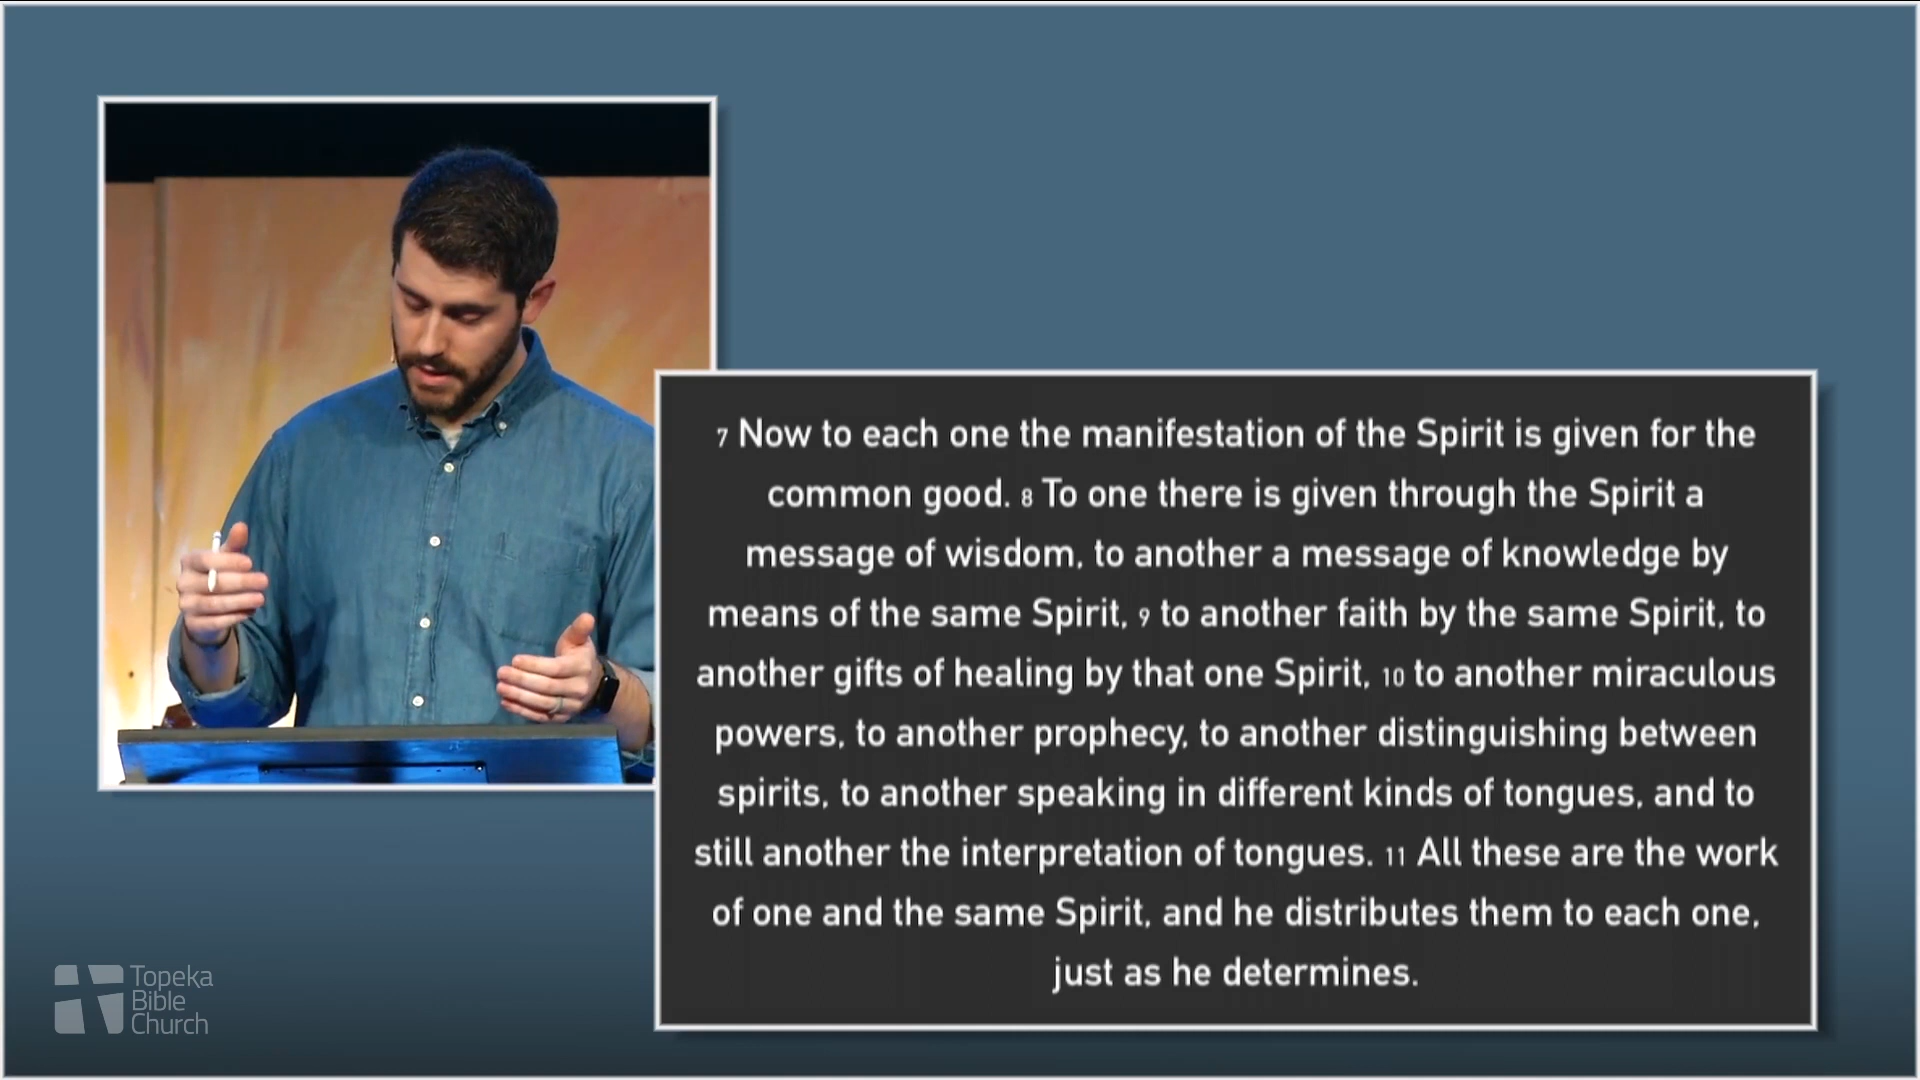 7 Now to each one the manifestation of the Spirit is given for the
common good. 8 To one there is given through the Spirit a
message of wisdom, to another a message of knowledge by
means of the same Spirit, 9 to another faith by the same Spirit, to
another gifts of healing by that one Spirit, 10 to another miraculous
powers, to another prophecy, to another distinguishing between
spirits, to another speaking in different kinds of tongues, and to
still another the interpretation of tongues. 11 All these are the work
of one and the same Spirit, and he distributes them to each one,
just as he determines.
Topeka
Bible
Church